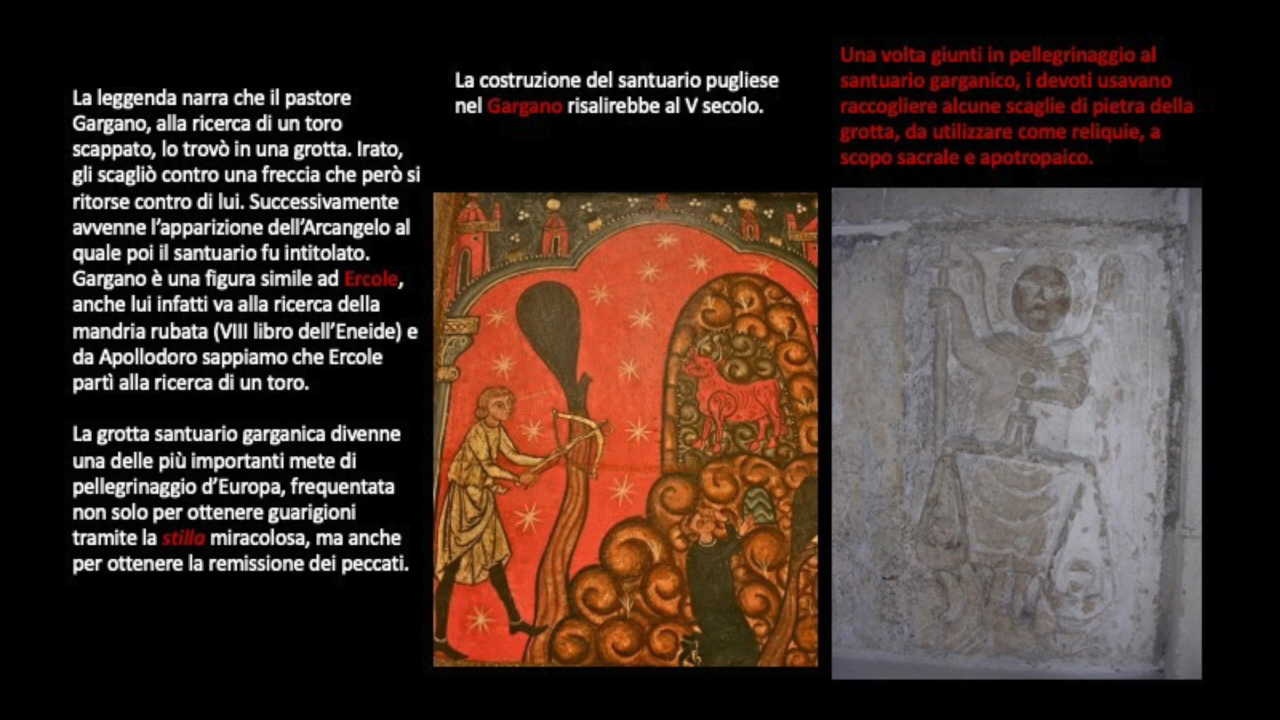 La leggenda narra che il pastore
Gargano, alla ricerca di un toro
scappato, lo trovò in una grotta. Irato,
gli scagliò contro una freccia che però si
ritorse contro di lui. Successivamente
avvenne l'apparizione dell'Arcangelo al
quale poi il santuario fu intitolato.
Gargano è una figura simile ad Ercole,
anche lui infatti va alla ricerca della
mandria rubata (VIII libro dell'Eneide) e
da Apollodoro sappiamo che Ercole
partì alla ricerca di un toro.
La grotta santuario garganica divenne
una delle più importanti mete di
pellegrinaggio d'Europa, frequentata
non solo per ottenere guarigioni
tramite la stilla miracolosa, ma anche
per ottenere la remissione dei peccati.
La costruzione del santuario pugliese
nel Gargano risalirebbe al V secolo.
Una volta giunti in pellegrinaggio al
santuario garganico, i devoti usavano
raccogliere alcune scaglie di pietra della
grotta, da utilizzare come reliquie, a
scopo sacrale e apotropaico.